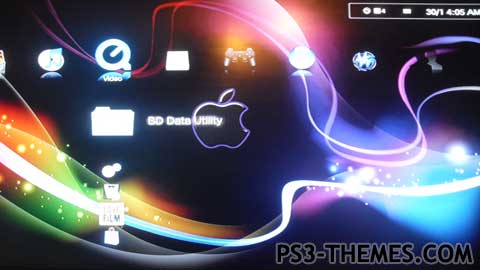 30/1 4:05 AM
Video
BD Data Utility
FILM
PS3-THEMES.COM